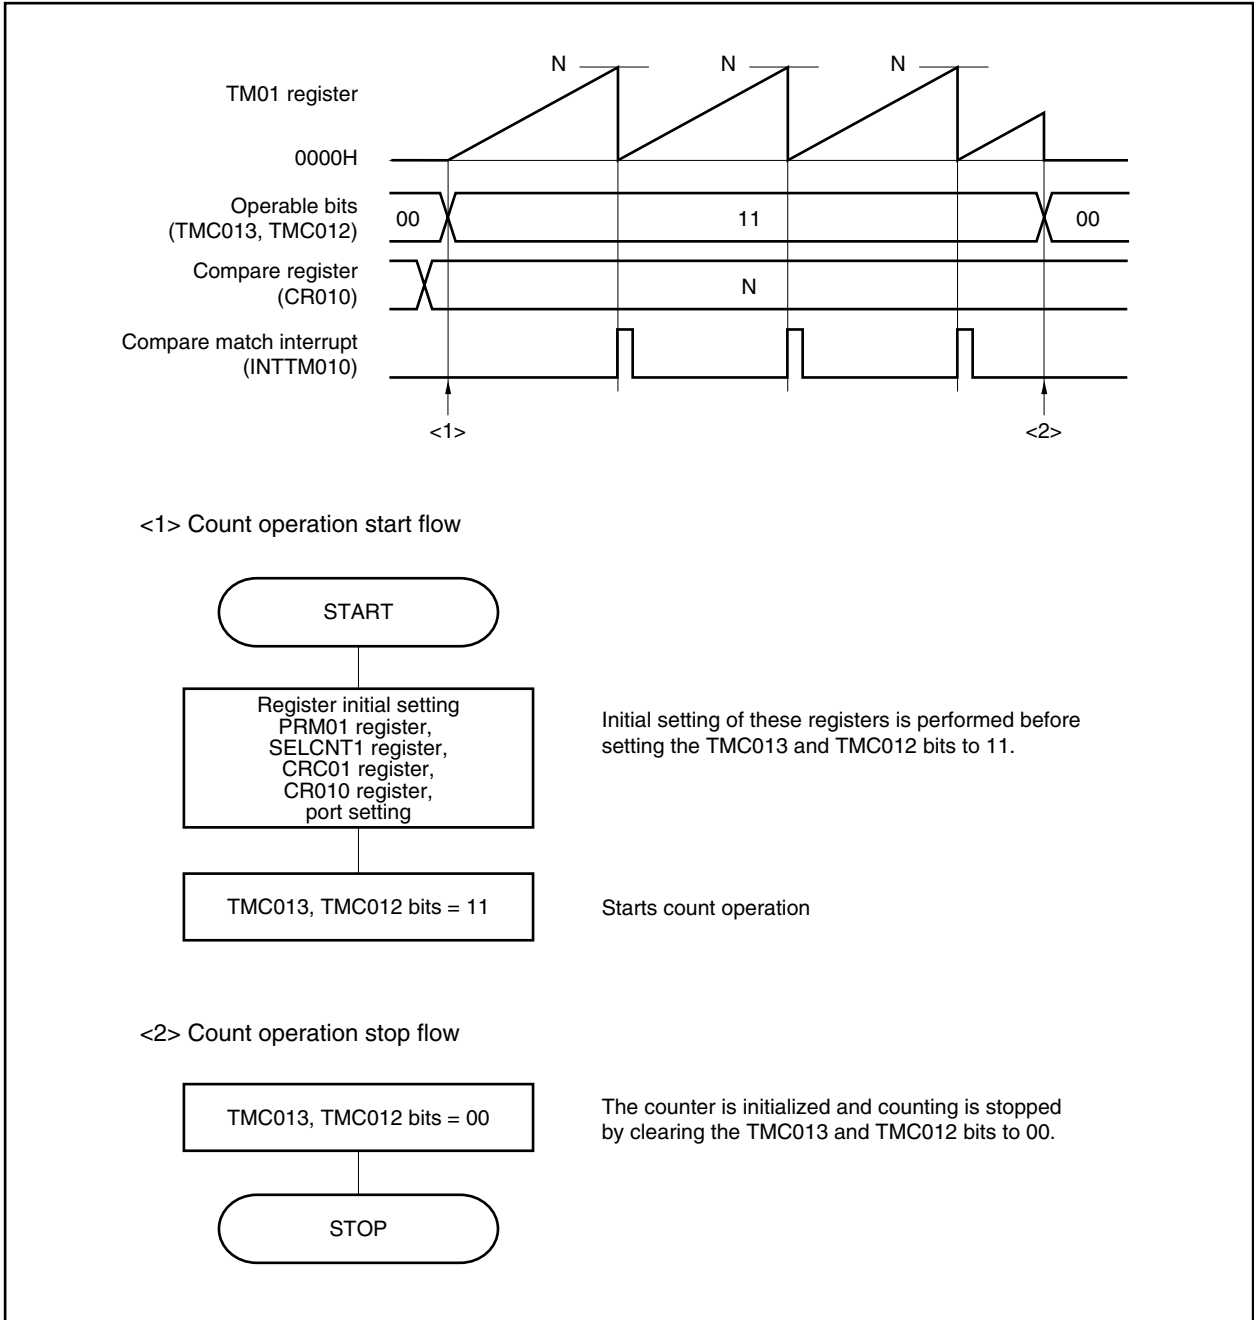 N N N
TM01 register
0000H
Operable bits
(TMC013, TMC012)
00 11 00
Compare register
(CR010)
N
Compare match interrupt
(INTTM010)
<1> <2>
<1> Count operation start flow
START
Register initial setting
PRM01 register,
SELCNT1 register,
CRC01 register,
CR010 register,
port setting
Initial setting of these registers is performed before
setting the TMC013 and TMC012 bits to 11.
TMC013, TMC012 bits = 11
Starts count operation
<2> Count operation stop flow
TMC013, TMC012 bits = 00
The counter is initialized and counting is stopped
by clearing the TMC013 and TMC012 bits to 00.
STOP